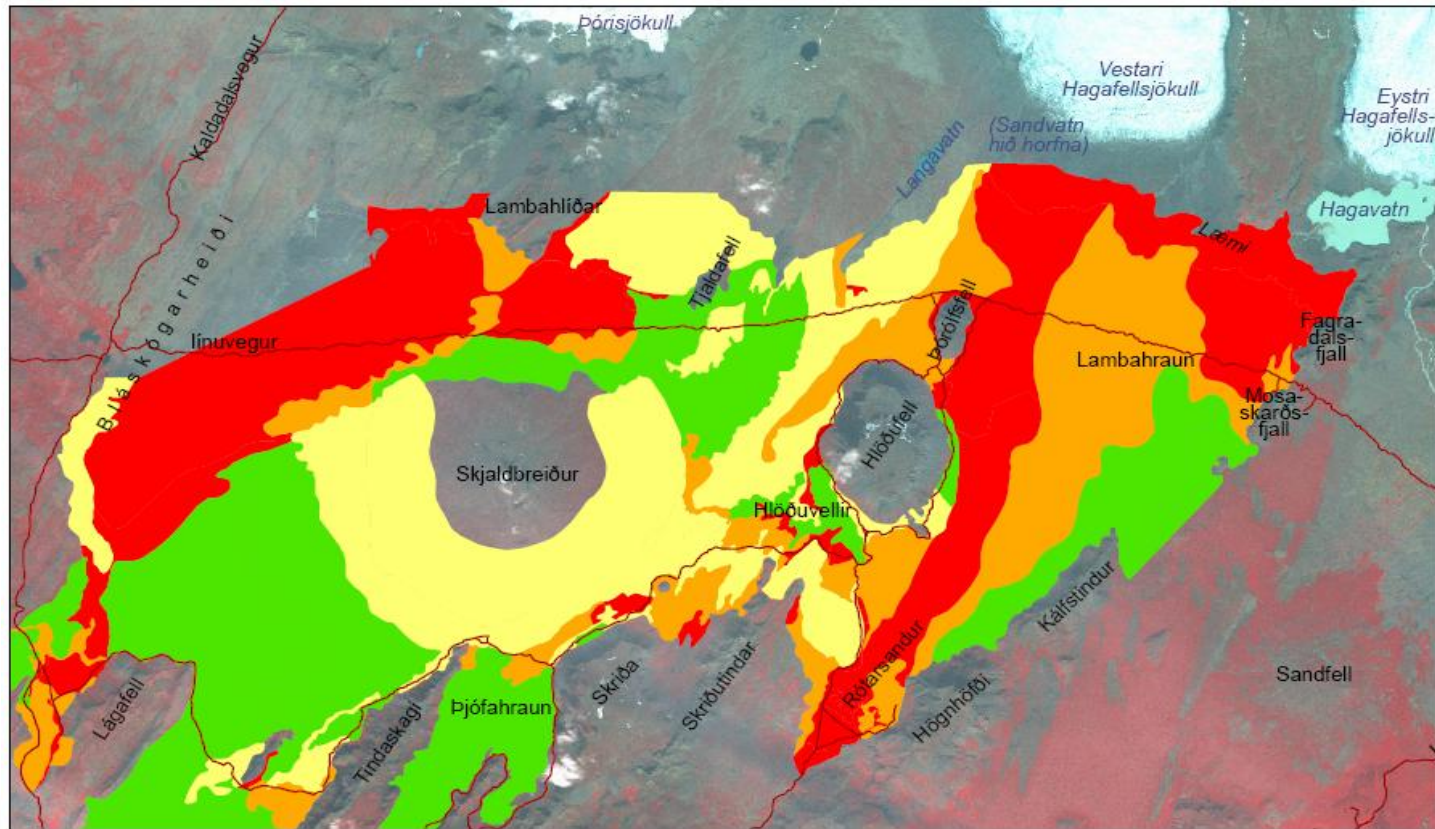 Þórisjökull
Vestari
Hagafellsjökull
Eystri
Hagafells-
jökull
Kaldadalsvegur
Langavatn
(Sandvatn
hið horfna)
Hagavatn
Lambahlíðar
Læmi
Tjaldafell
Bláskógarheiði
línuvegur
Þórólfsfell
Fagra-
dals-
fjall
Lambahraun
Mosa-
skarðs-
fjall
Hlöðufell
Skjaldbreiður
Hlöðuvellir
Kálfstindur
Rótarsandur
Sandfell
Skriða
Skriðutindar
Högnhöfði
Lágafell
Þjófahraun
Tindaskagi